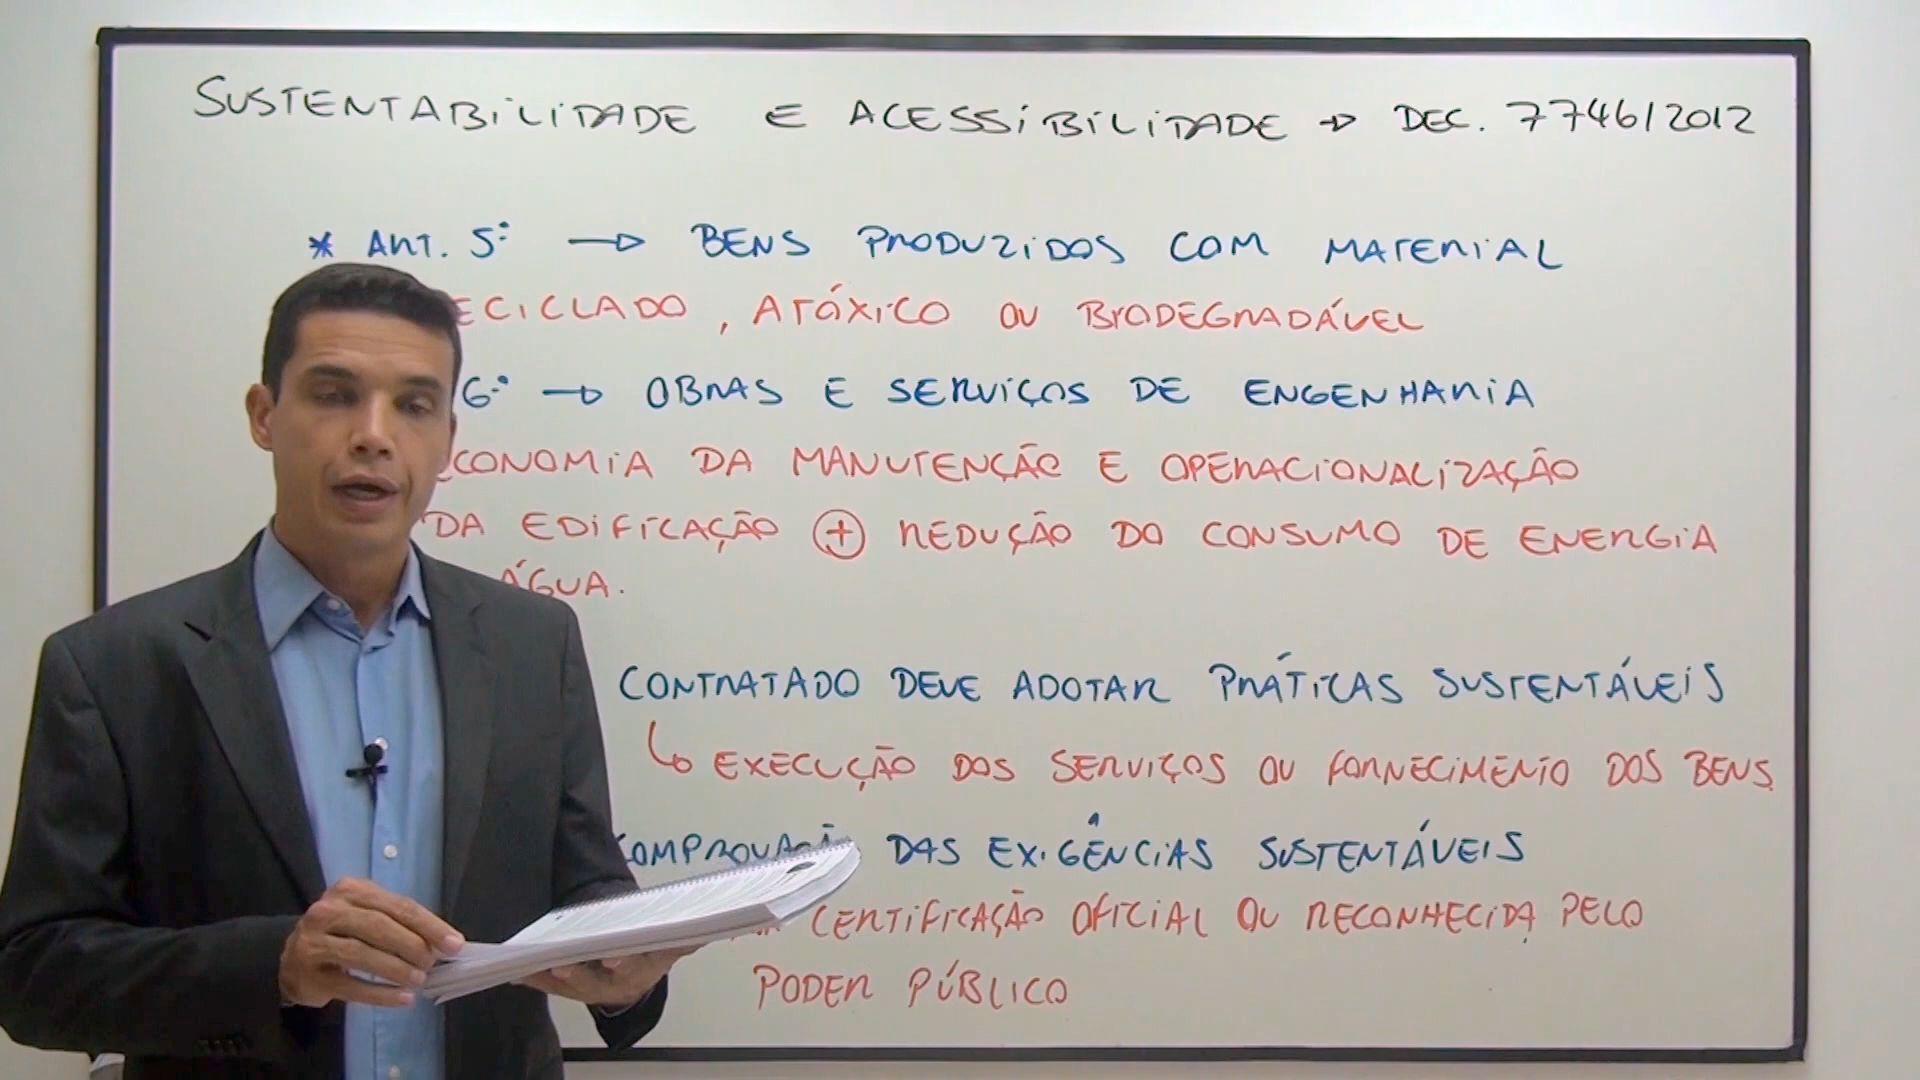 SUSTENTABILIDADE E ACESSIBILIDADE → DEC. 7746/2012
* ART. 5º → BENS PRODUZIDOS COM MATERIAL
ECICLADO, ATÓXICO OU BIODEGRADÁVEL
6º → OBRAS E SERVIÇOS DE ENGENHARIA
CONOMIA DA MANUTENÇÃO E OPERACIONALIZAÇÃO
DA EDIFICAÇÃO + REDUÇÃO DO CONSUMO DE ENERGIA
ÁGUA.
CONTRATADO DEVE ADOTAR PRÁTICAS SUSTENTÁVEIS
↳ EXECUÇÃO DOS SERVIÇOS OU FORNECIMENTO DOS BENS
COMPROVAÇÃ DAS EXIGÊNCIAS SUSTENTÁVEIS
CERTIFICAÇÃO OFICIAL OU RECONHECIDA PELO
PODER PÚBLICO